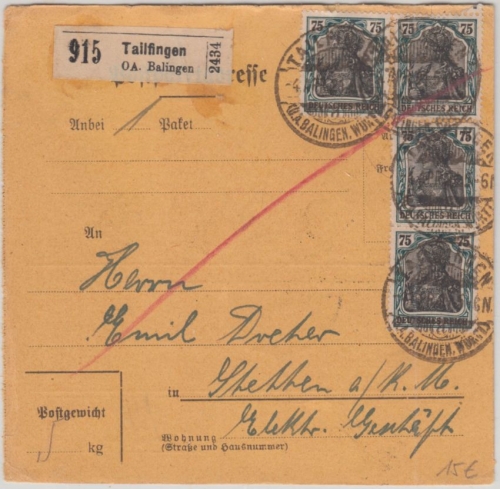 915 Tailfingen
OA. Balingen
2434
75 75
75 75
DEUTSCHES REICH
DEUTSCHES REICH
Anbei 1 Paket
75 75
DEUTSCHES REICH
An
75 75
Herrn
Emil Dreher
in Stetten a/k. M.
Elektr. Geschäft
Postgewicht
5 kg
Wohnung
(Straße und Hausnummer)
15€